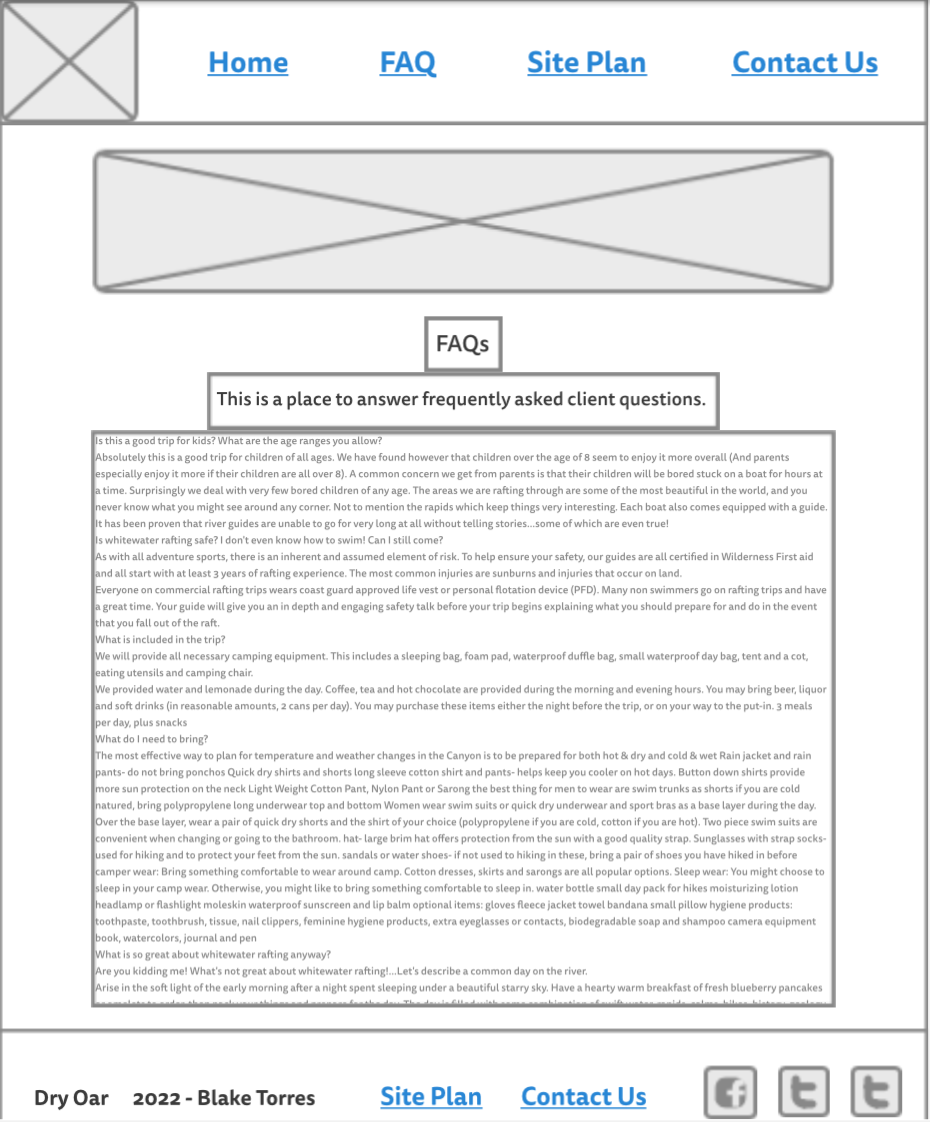 Home FAQ Site Plan Contact Us
FAQs
This is a place to answer frequently asked client questions.
Is this a good trip for kids? What are the age ranges you allow?
Absolutely this is a good trip for children of all ages. We have found however that children over the age of 8 seem to enjoy it more overall (And parents
especially enjoy it more if their children are all over 8). A common concern we get from parents is that their children will be bored stuck on a boat for hours at
a time. Surprisingly we deal with very few bored children of any age. The areas we are rafting through are some of the most beautiful in the world, and you
never know what you might see around any corner. Not to mention the rapids which keep things very interesting. Each boat also comes equipped with a guide.
It has been proven that river guides are unable to go for very long at all without telling stories...some of which are even true!
Is whitewater rafting safe? I don't even know how to swim! Can I still come?
As with all adventure sports, there is an inherent and assumed element of risk. To help ensure your safety, our guides are all certified in Wilderness First aid
and all start with at least 3 years of rafting experience. The most common injuries are sunburns and injuries that occur on land.
Everyone on commercial rafting trips wears coast guard approved life vest or personal flotation device (PFD). Many non swimmers go on rafting trips and have
a great time. Your guide will give you an in depth and engaging safety talk before your trip begins explaining what you should prepare for and do in the event
that you fall out of the raft.
What is included in the trip?
We will provide all necessary camping equipment. This includes a sleeping bag, foam pad, waterproof duffle bag, small waterproof day bag, tent and a cot,
eating utensils and camping chair.
We provided water and lemonade during the day. Coffee, tea and hot chocolate are provided during the morning and evening hours. You may bring beer, liquor
and soft drinks (in reasonable amounts, 2 cans per day). You may purchase these items either the night before the trip, or on your way to the put-in. 3 meals
per day, plus snacks
What do I need to bring?
The most effective way to plan for temperature and weather changes in the Canyon is to be prepared for both hot & dry and cold & wet Rain jacket and rain
pants- do not bring ponchos Quick dry shirts and shorts long sleeve cotton shirt and pants- helps keep you cooler on hot days. Button down shirts provide
more sun protection on the neck Light Weight Cotton Pant, Nylon Pant or Sarong the best thing for men to wear are swim trunks as shorts if you are cold
natured, bring polypropylene long underwear top and bottom Women wear swim suits or quick dry underwear and sport bras as a base layer during the day.
Over the base layer, wear a pair of quick dry shorts and the shirt of your choice (polypropylene if you are cold, cotton if you are hot). Two piece swim suits are
convenient when changing or going to the bathroom. hat- large brim hat offers protection from the sun with a good quality strap. Sunglasses with strap socks-
used for hiking and to protect your feet from the sun. sandals or water shoes- if not used to hiking in these, bring a pair of shoes you have hiked in before
camper wear: Bring something comfortable to wear around camp. Cotton dresses, skirts and sarongs are all popular options. Sleep wear: You might choose to
sleep in your camp wear. Otherwise, you might like to bring something comfortable to sleep in. water bottle small day pack for hikes moisturizing lotion
headlamp or flashlight moleskin waterproof sunscreen and lip balm optional items: gloves fleece jacket towel bandana small pillow hygiene products:
toothpaste, toothbrush, tissue, nail clippers, feminine hygiene products, extra eyeglasses or contacts, biodegradable soap and shampoo camera equipment
book, watercolors, journal and pen
What is so great about whitewater rafting anyway?
Are you kidding me! What's not great about whitewater rafting!...Let's describe a common day on the river.
Arise in the soft light of the early morning after a night spent sleeping under a beautiful starry sky. Have a hearty warm breakfast of fresh blueberry pancakes
Dry Oar 2022 - Blake Torres Site Plan Contact Us